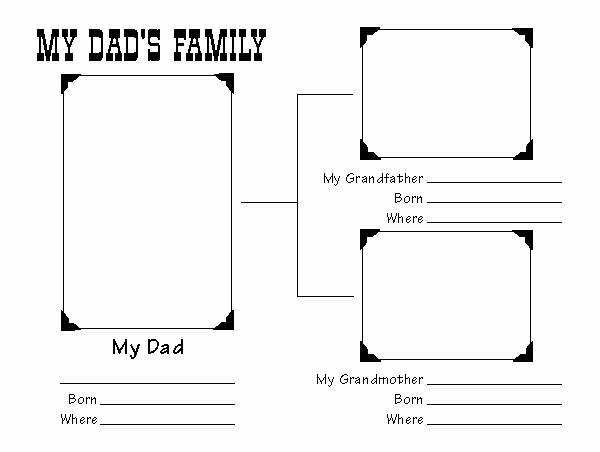 MY DAD'S FAMILY
My Dad
Born
Where
My Grandfather
Born
Where
My Grandmother
Born
Where